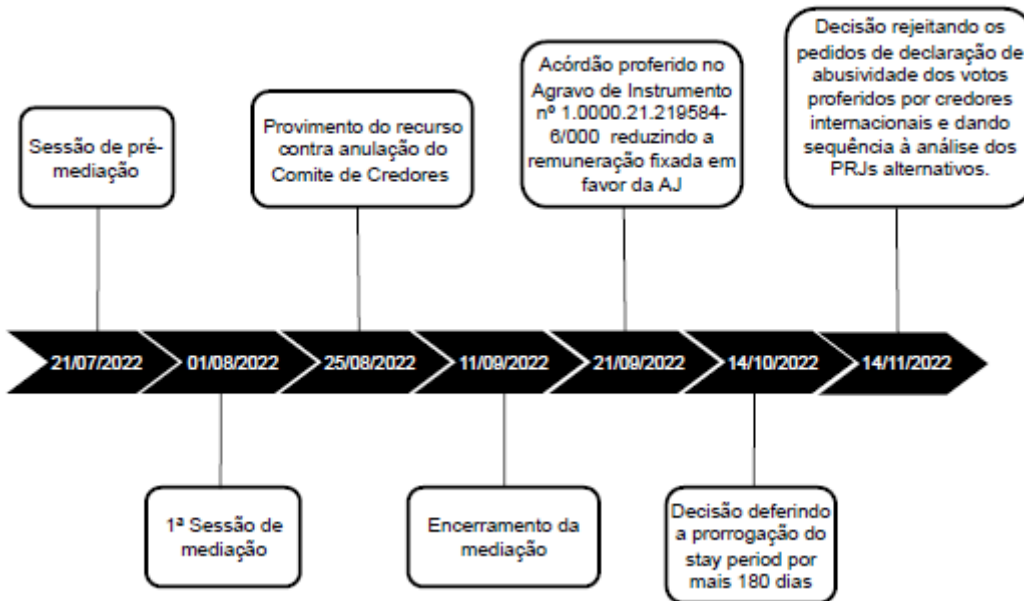 Sessão de pré-
mediação
Provimento do recurso
contra anulação do
Comite de Credores
Acórdão proferido no
Agravo de Instrumento
nº 1.0000.21.219584-
6/000 reduzindo a
remuneração fixada em
favor da AJ
Decisão rejeitando os
pedidos de declaração de
abusividade dos votos
proferidos por credores
internacionais e dando
sequência à análise dos
PRJs alternativos.
21/07/2022
01/08/2022
25/08/2022
11/09/2022
21/09/2022
14/10/2022
14/11/2022
1ª Sessão de
mediação
Encerramento da
mediação
Decisão deferindo
a prorrogação do
stay period por
mais 180 dias